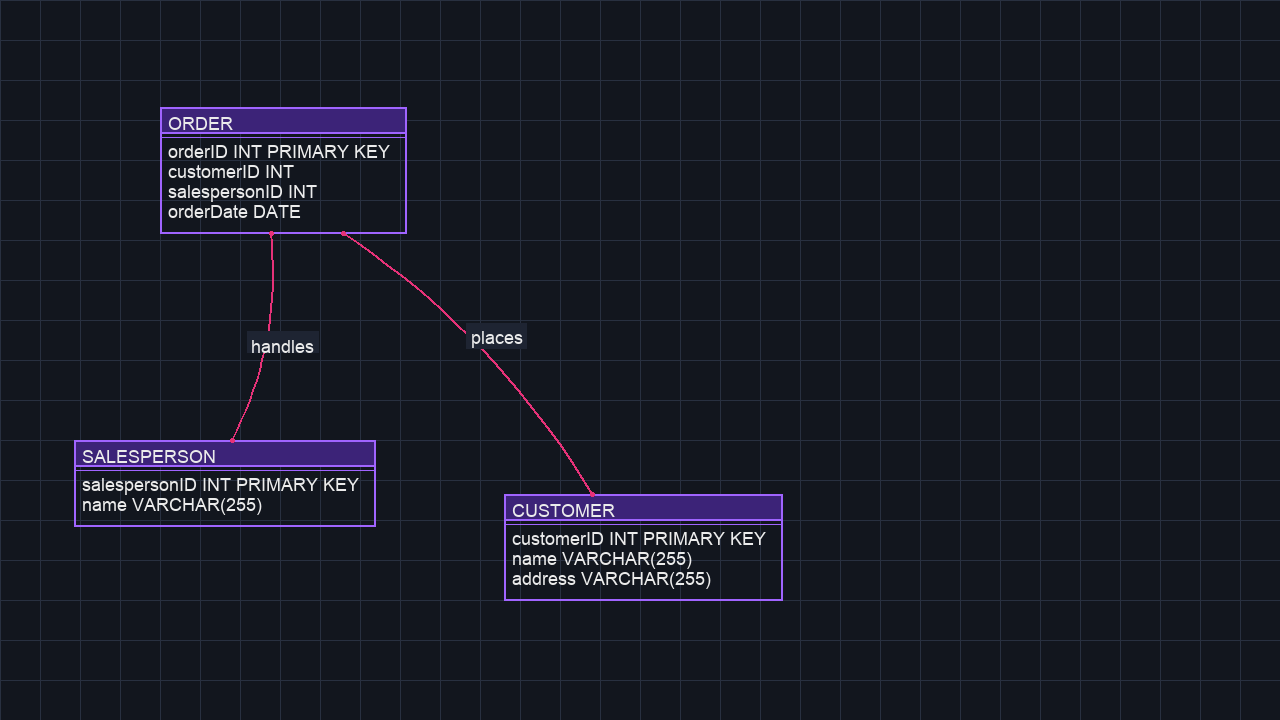 ORDER
orderID INT PRIMARY KEY
customerID INT
salespersonID INT
orderDate DATE
handles
places
SALESPERSON
salespersonID INT PRIMARY KEY
name VARCHAR(255)
CUSTOMER
customerID INT PRIMARY KEY
name VARCHAR(255)
address VARCHAR(255)